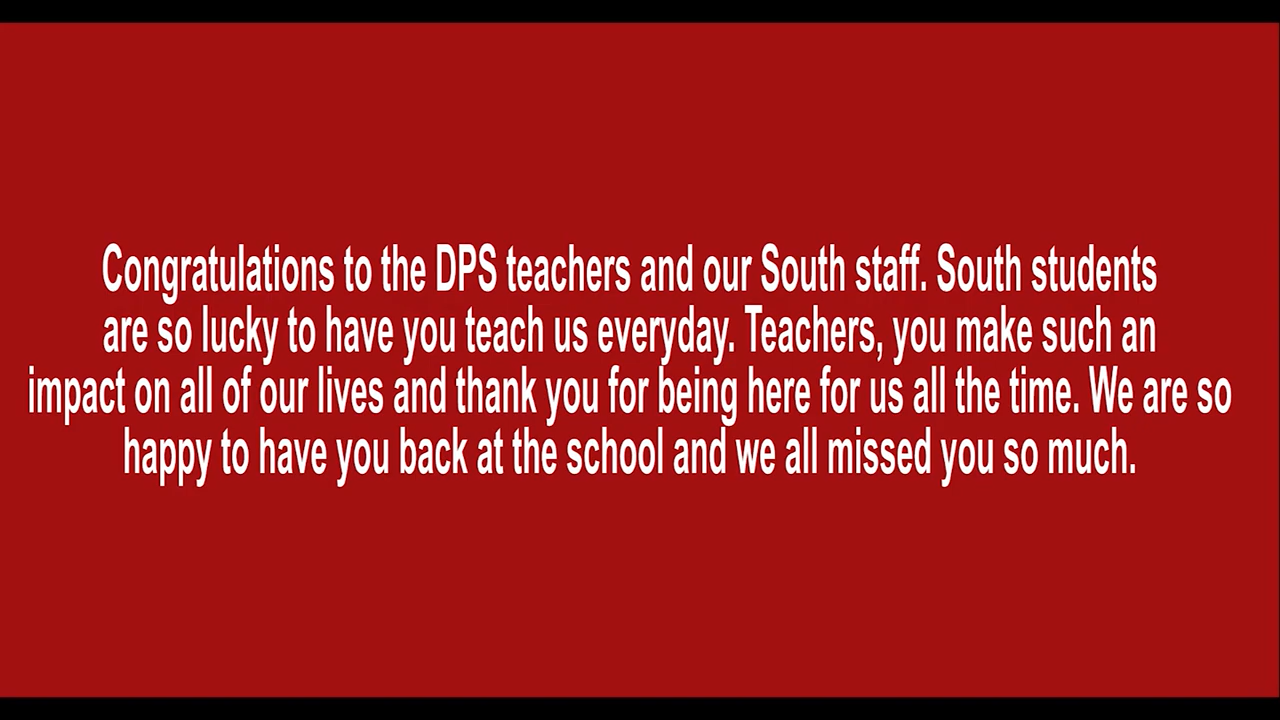 Congratulations to the DPS teachers and our South staff. South students
are so lucky to have you teach us everyday. Teachers, you make such an
impact on all of our lives and thank you for being here for us all the time. We are so
happy to have you back at the school and we all missed you so much.